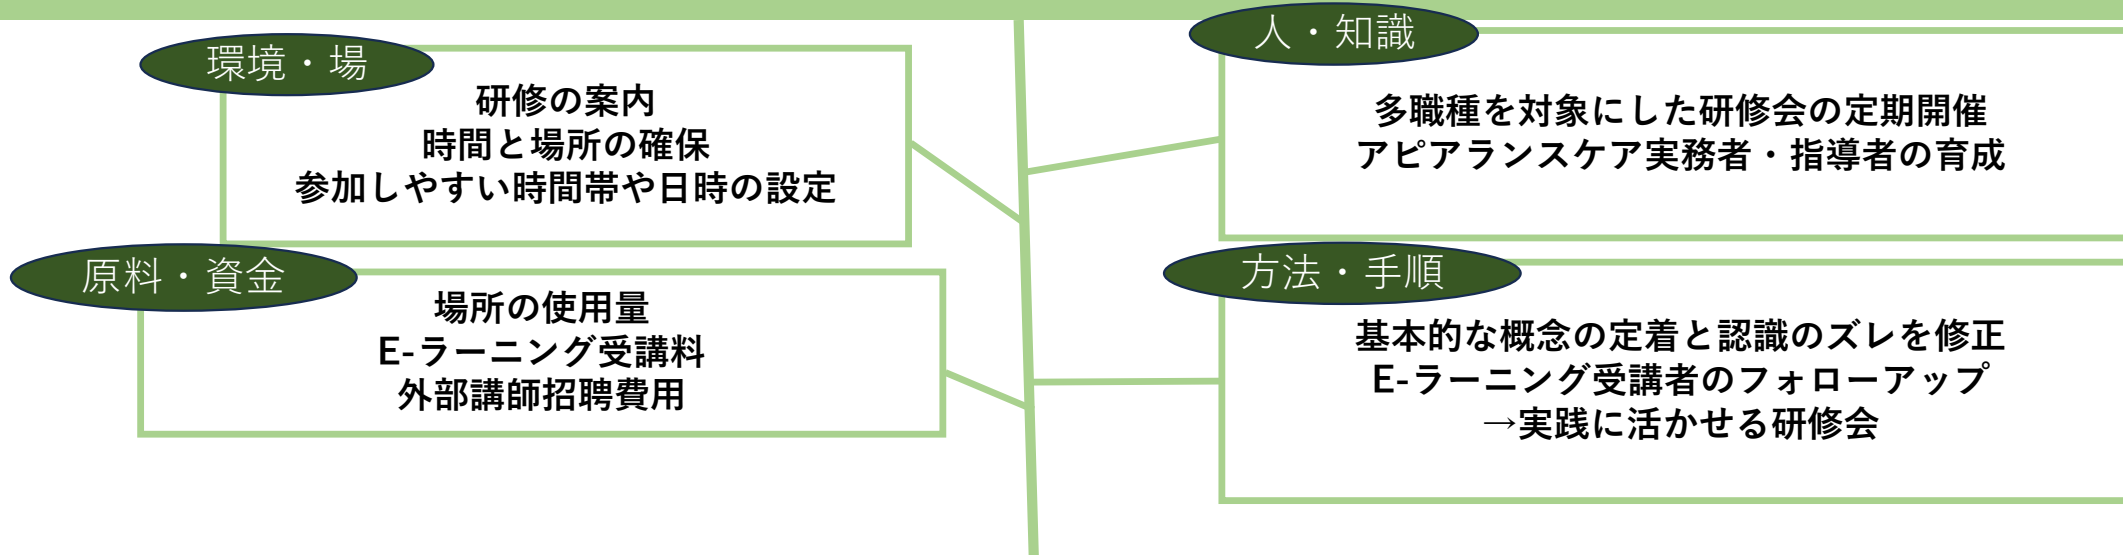 環境・場
研修の案内
時間と場所の確保
参加しやすい時間帯や日時の設定
人・知識
多職種を対象にした研修会の定期開催
アピアランスケア実務者・指導者の育成
原料・資金
場所の使用量
E-ラーニング受講料
外部講師招聘費用
方法・手順
基本的な概念の定着と認識のズレを修正
E-ラーニング受講者のフォローアップ
→実践に活かせる研修会